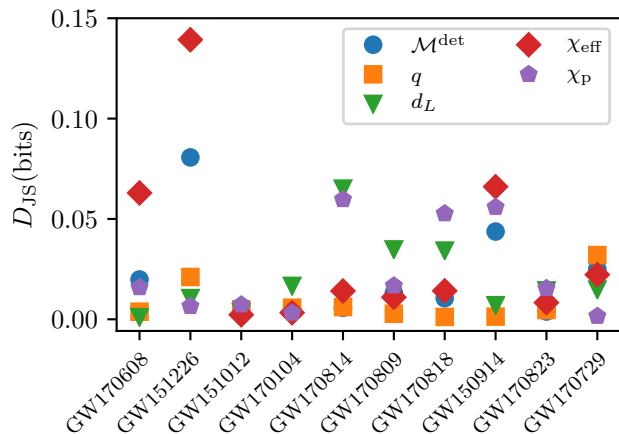 0.15
0.10
0.05
0.00
D_JS(bits)
ℳ^det
q
d_L
χ_eff
χ_p
GW170608
GW151226
GW151012
GW170104
GW170814
GW170809
GW170818
GW150914
GW170823
GW170729